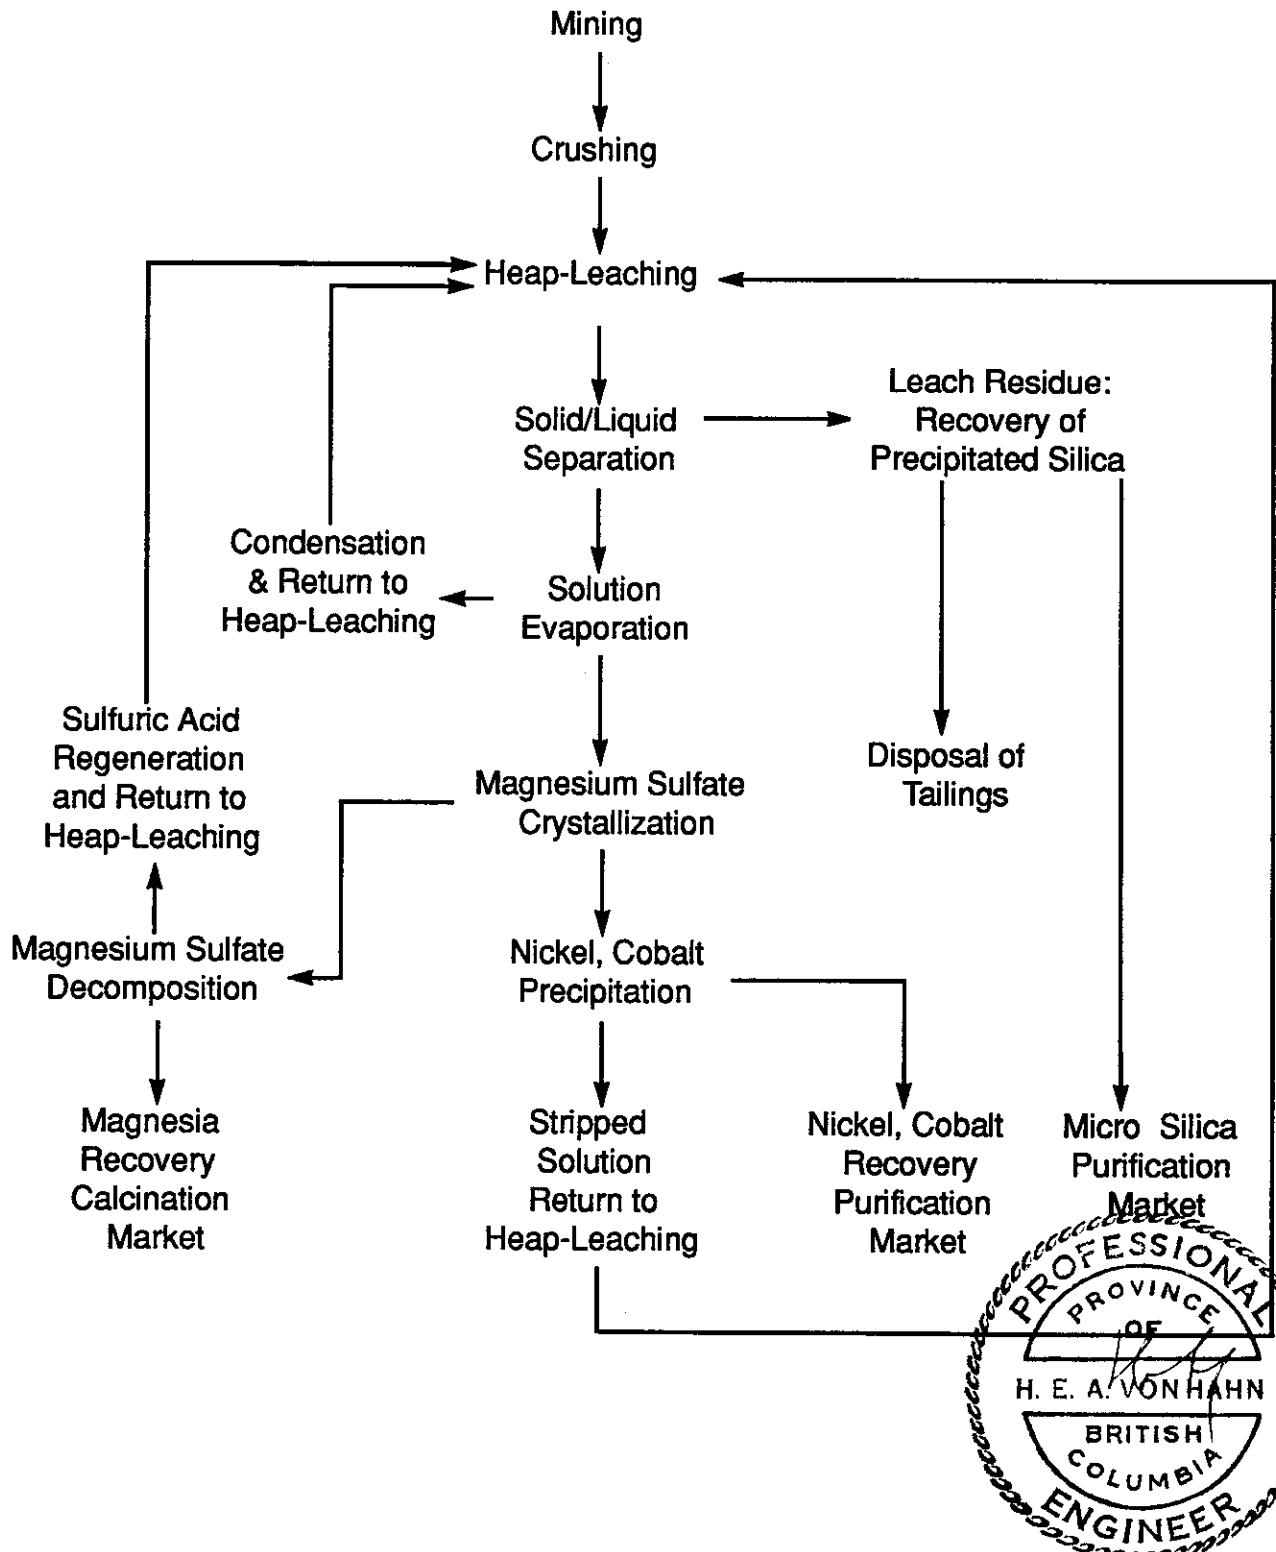 Mining
Crushing
Heap-Leaching
Solid/Liquid
Separation
Leach Residue:
Recovery of
Precipitated Silica
Condensation
& Return to
Heap-Leaching
Solution
Evaporation
Sulfuric Acid
Regeneration
and Return to
Heap-Leaching
Magnesium Sulfate
Crystallization
Disposal of
Tailings
Magnesium Sulfate
Decomposition
Nickel, Cobalt
Precipitation
Magnesia
Recovery
Calcination
Market
Stripped
Solution
Return to
Heap-Leaching
Nickel, Cobalt
Recovery
Purification
Market
Micro Silica
Purification
Market
PROFESSIONAL
PROVINCE
OF
H. E. A. VON HAHN
BRITISH
COLUMBIA
ENGINEER